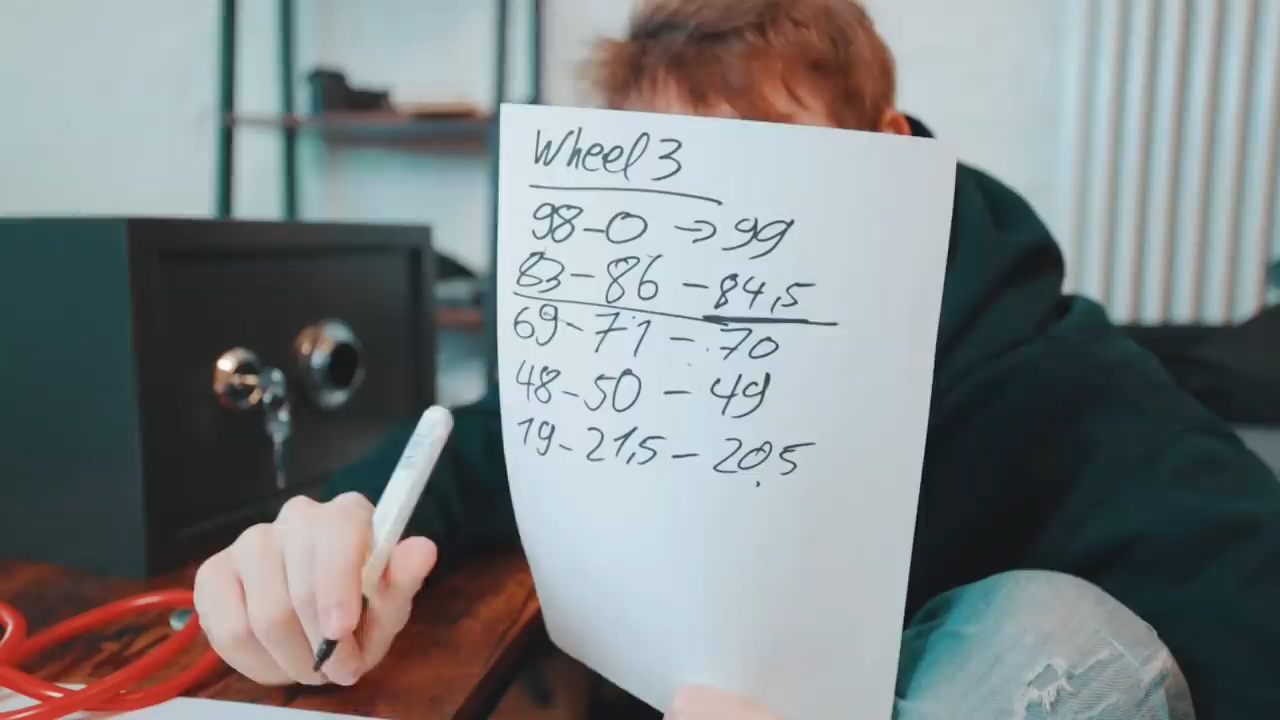 Wheel 3
98-0 → 99
83-86 - 84,5
69-71 - 70
48-50 - 49
19-21,5 - 20,5